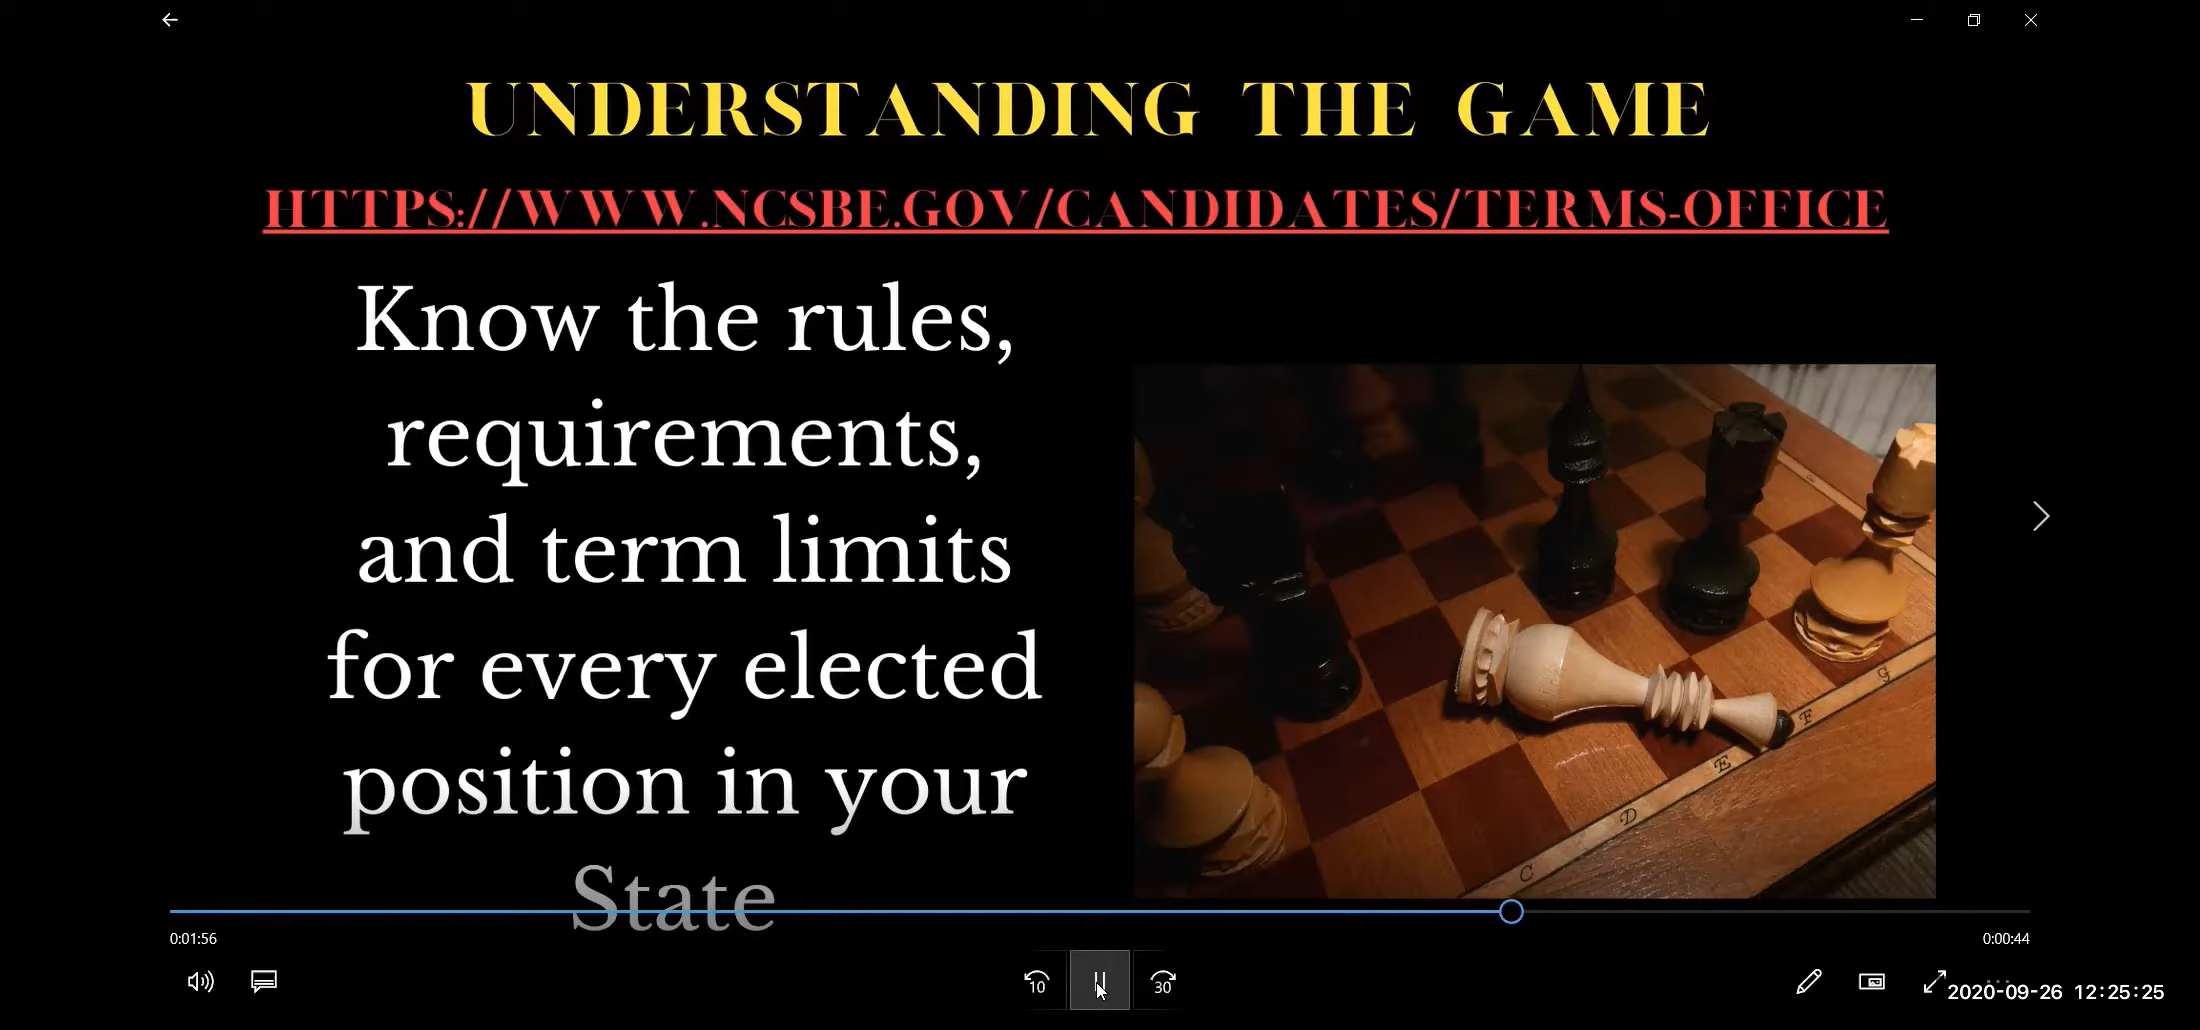 UNDERSTANDING THE GAME
HTTPS://WWW.NCSBE.GOV/CANDIDATES/TERMS-OFFICE
Know the rules,
requirements,
and term limits
for every elected
position in your
State
G
F
E
D
C
0:01:56
0:00:44
10
30
2020-09-26 12:25:25